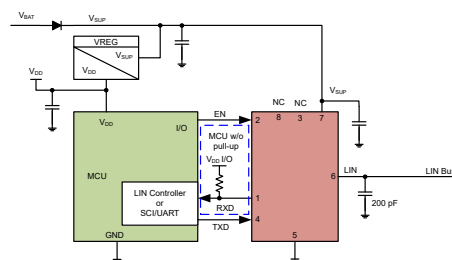 VBAT
VSUP
VREG
VSUP
VDD
VDD
VSUP
NC
NC
EN
VDD
I/O
2
8
3
7
MCU w/o
pull-up
VDD I/O
MCU
6
LIN
LIN Bu
LIN Controller
or
SCI/UART
1
RXD
200 pF
4
TXD
GND
5